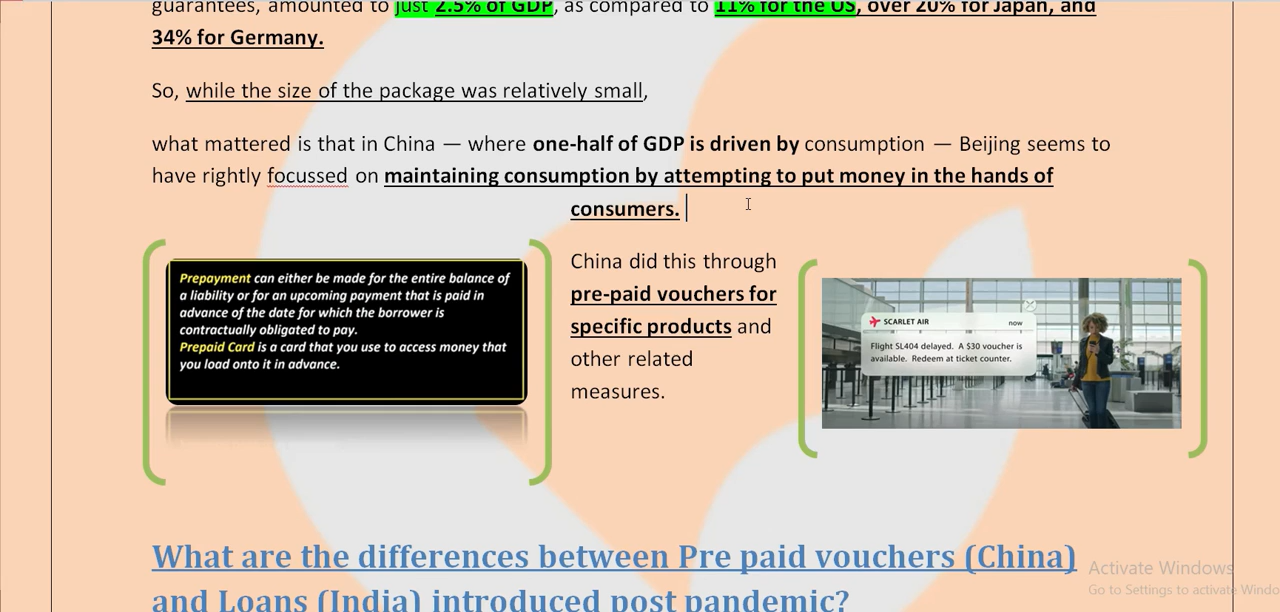 guarantees, amounted to just 2.5% of GDP, as compared to 11% for the US, over 20% for Japan, and
34% for Germany.
So, while the size of the package was relatively small,
what mattered is that in China — where one-half of GDP is driven by consumption — Beijing seems to
have rightly focussed on maintaining consumption by attempting to put money in the hands of
consumers.
Prepayment can either be made for the entire balance of
a liability or for an upcoming payment that is paid in
advance of the date for which the borrower is
contractually obligated to pay.
Prepaid Card is a card that you use to access money that
you load onto it in advance.
China did this through
pre-paid vouchers for
specific products and
other related
measures.
SCARLET AIR now
Flight SL404 delayed. A $30 voucher is
available. Redeem at ticket counter.
What are the differences between Pre paid vouchers (China)
and Loans (India) introduced post pandemic?
Activate Windows
Go to Settings to activate Windo